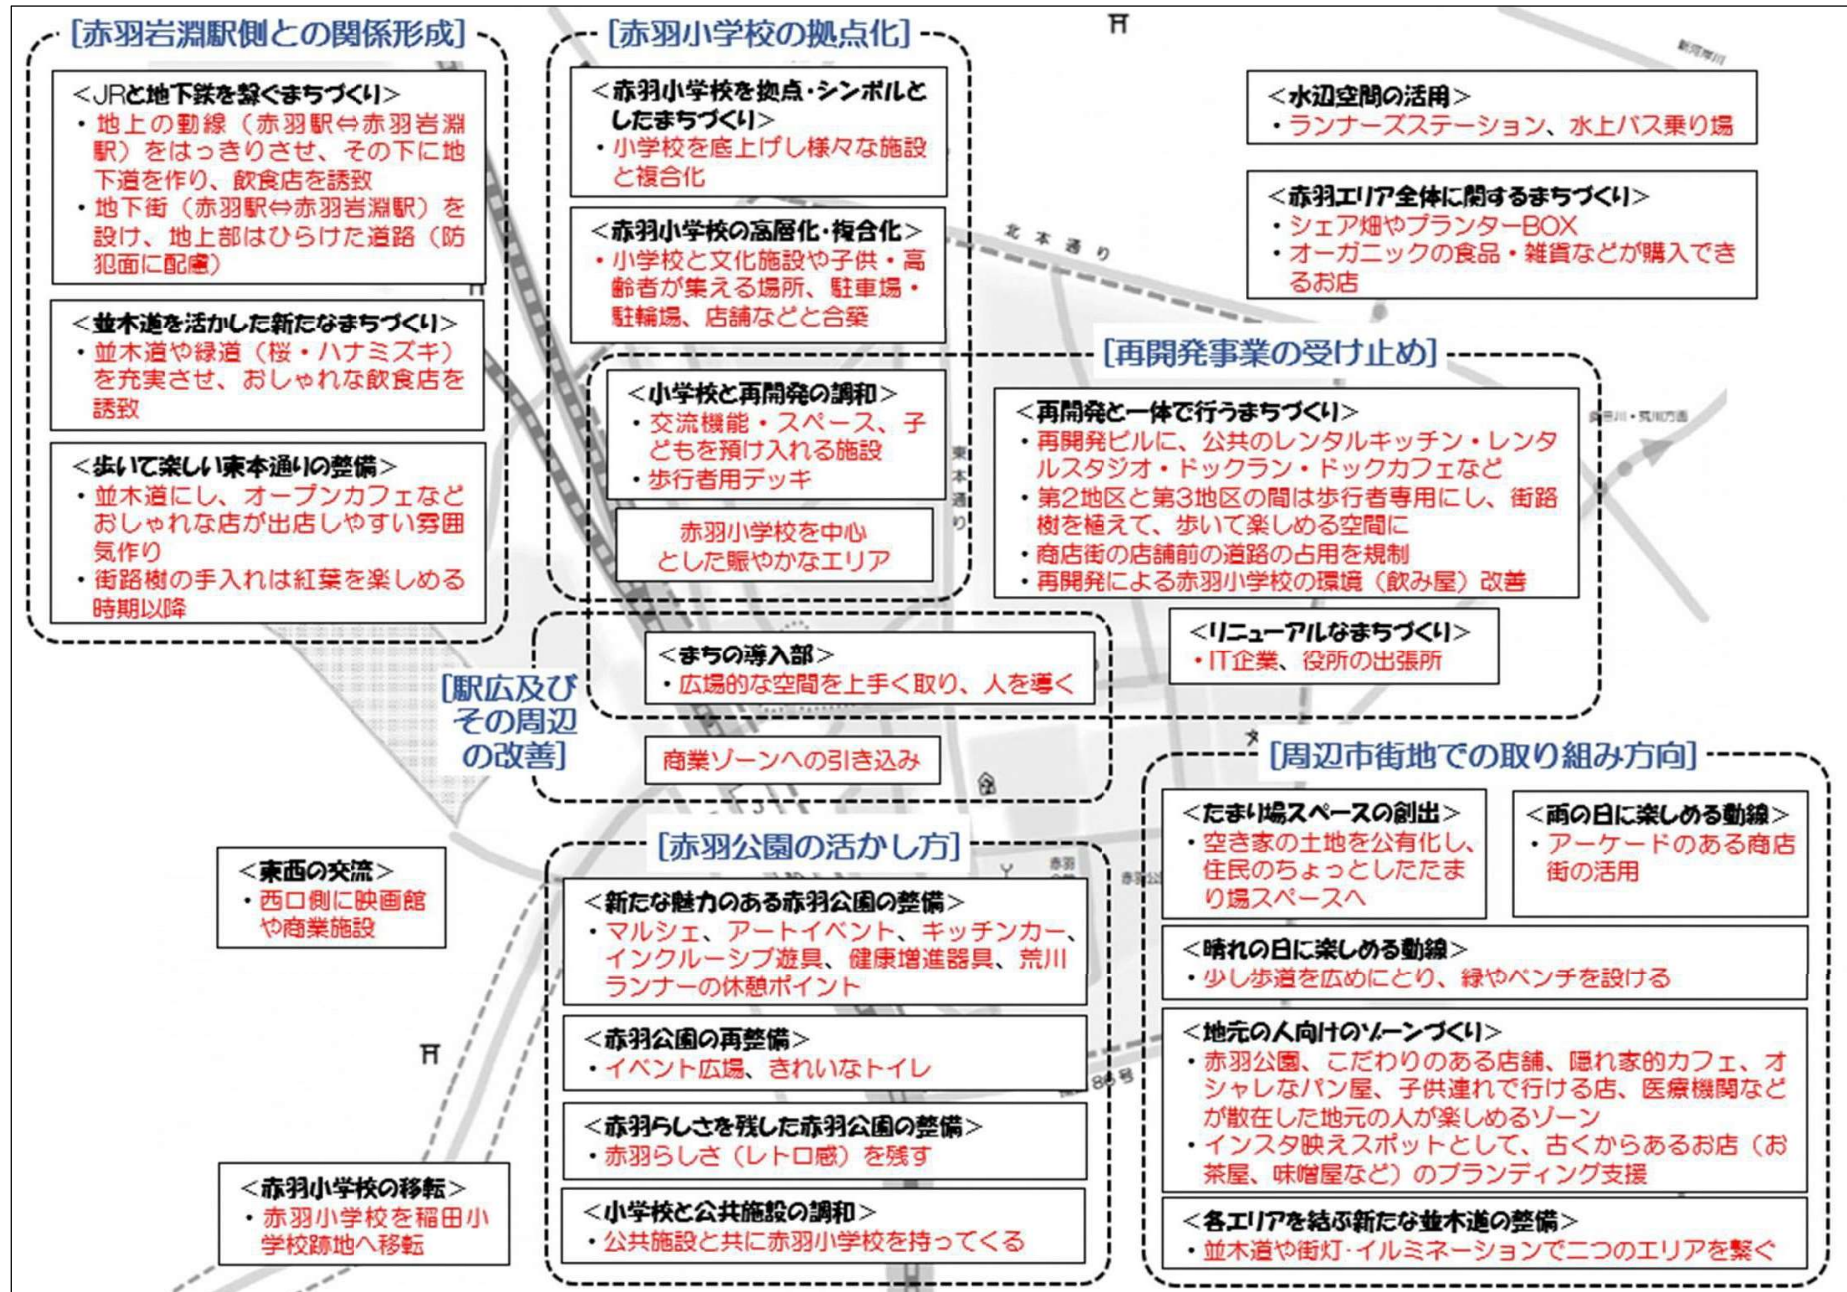 [赤羽岩淵駅側との関係形成]
＜JRと地下鉄を繋ぐまちづくり＞
・地上の動線（赤羽駅⇔赤羽岩淵
駅）をはっきりさせ、その下に地
下道を作り、飲食店を誘致
・地下街（赤羽駅⇔赤羽岩淵駅）を
設け、地上部はひらけた道路（防
犯面に配慮）
＜並木道を活かした新たなまちづくり＞
・並木道や緑道（桜・ハナミズキ）
を充実させ、おしゃれな飲食店を
誘致
＜歩いて楽しい東本通りの整備＞
・並木道にし、オープンカフェなど
おしゃれな店が出店しやすい雰囲
気作り
・街路樹の手入れは紅葉を楽しめる
時期以降
[赤羽小学校の拠点化]
＜赤羽小学校を拠点・シンボルと
したまちづくり＞
・小学校を底上げし様々な施設
と複合化
＜赤羽小学校の高層化・複合化＞
・小学校と文化施設や子供・高
齢者が集える場所、駐車場・
駐輪場、店舗などと合築
＜小学校と再開発の調和＞
・交流機能・スペース、子
どもを預け入れる施設
・歩行者用デッキ
赤羽小学校を中心
とした賑やかなエリア
新河岸川
＜水辺空間の活用＞
・ランナーズステーション、水上バス乗り場
＜赤羽エリア全体に関するまちづくり＞
・シェア畑やプランターBOX
・オーガニックの食品・雑貨などが購入でき
るお店
北本通り
東本通り
[再開発事業の受け止め]
＜再開発と一体で行うまちづくり＞
・再開発ビルに、公共のレンタルキッチン・レンタ
ルスタジオ・ドックラン・ドックカフェなど
・第2地区と第3地区の間は歩行者専用にし、街路
樹を植えて、歩いて楽しめる空間に
・商店街の店舗前の道路の占用を規制
・再開発による赤羽小学校の環境（飲み屋）改善
＜リニューアルなまちづくり＞
・IT企業、役所の出張所
川・荒川方面
[駅広及び
その周辺
の改善]
＜まちの導入部＞
・広場的な空間を上手く取り、人を導く
商業ゾーンへの引き込み
＜東西の交流＞
・西口側に映画館
や商業施設
＜赤羽小学校の移転＞
・赤羽小学校を稲田小
学校跡地へ移転
[赤羽公園の活かし方]
＜新たな魅力のある赤羽公園の整備＞
・マルシェ、アートイベント、キッチンカー、
インクルーシブ遊具、健康増進器具、荒川
ランナーの休憩ポイント
＜赤羽公園の再整備＞
・イベント広場、きれいなトイレ
＜赤羽らしさを残した赤羽公園の整備＞
・赤羽らしさ（レトロ感）を残す
＜小学校と公共施設の調和＞
・公共施設と共に赤羽小学校を持ってくる
赤羽
赤羽公
86号
[周辺市街地での取り組み方向]
＜たまり場スペースの創出＞
・空き家の土地を公有化し、
住民のちょっとしたたま
り場スペースへ
＜雨の日に楽しめる動線＞
・アーケードのある商店
街の活用
＜晴れの日に楽しめる動線＞
・少し歩道を広めにとり、緑やベンチを設ける
＜地元の人向けのゾーンづくり＞
・赤羽公園、こだわりのある店舗、隠れ家的カフェ、オ
シャレなパン屋、子供連れで行ける店、医療機関など
が散在した地元の人が楽しめるゾーン
・インスタ映えスポットとして、古くからあるお店（お
茶屋、味噌屋など）のブランディング支援
＜各エリアを結ぶ新たな並木道の整備＞
・並木道や街灯・イルミネーションで二つのエリアを繋ぐ